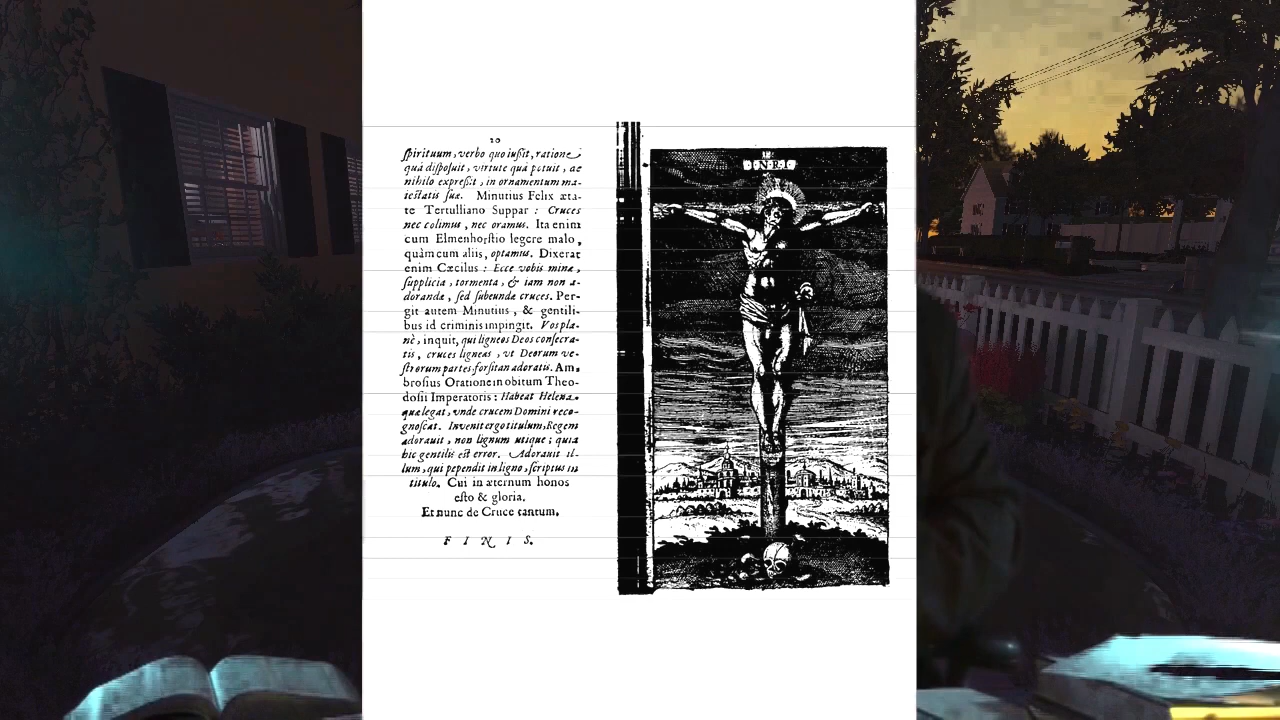 20
spirituum, verbo quo iußit, ratione
quâ disposuit, virtute quâ potuit, de
nihilo expreßit, in ornamentum ma-
iestatis suæ. Minutius Felix æta-
te Tertulliano Suppar : Cruces
nec colimus, nec oramus. Ita enim
cum Elmenhorstio legere malo,
quàm cum aliis, optamus. Dixerat
enim Cæcilus : Ecce vobis minæ,
supplicia, tormenta, & iam non a-
dorandæ, sed subeundæ cruces. Per-
git autem Minutius, & gentili-
bus id criminis impingit. Vos pla-
nè, inquit, qui ligneos Deos consecra-
tis, cruces ligneas, vt Deorum ve-
strorum partes forsitan adoratis. Am-
brosius Oratione in obitum Theo-
dosii Imperatoris : Habeat Helena
quæ legat, vnde crucem Domini reco-
gnoscat. Inuenit ergo titulum, Regem
adorauit, non lignum utique ; quia
hic gentilis est error. Adorauit il-
lum, qui pependit in ligno, scriptus in
titulo. Cui in æternum honos
esto & gloria.
Et nunc de Cruce tantum.
F I N I S.
I·N·R·I